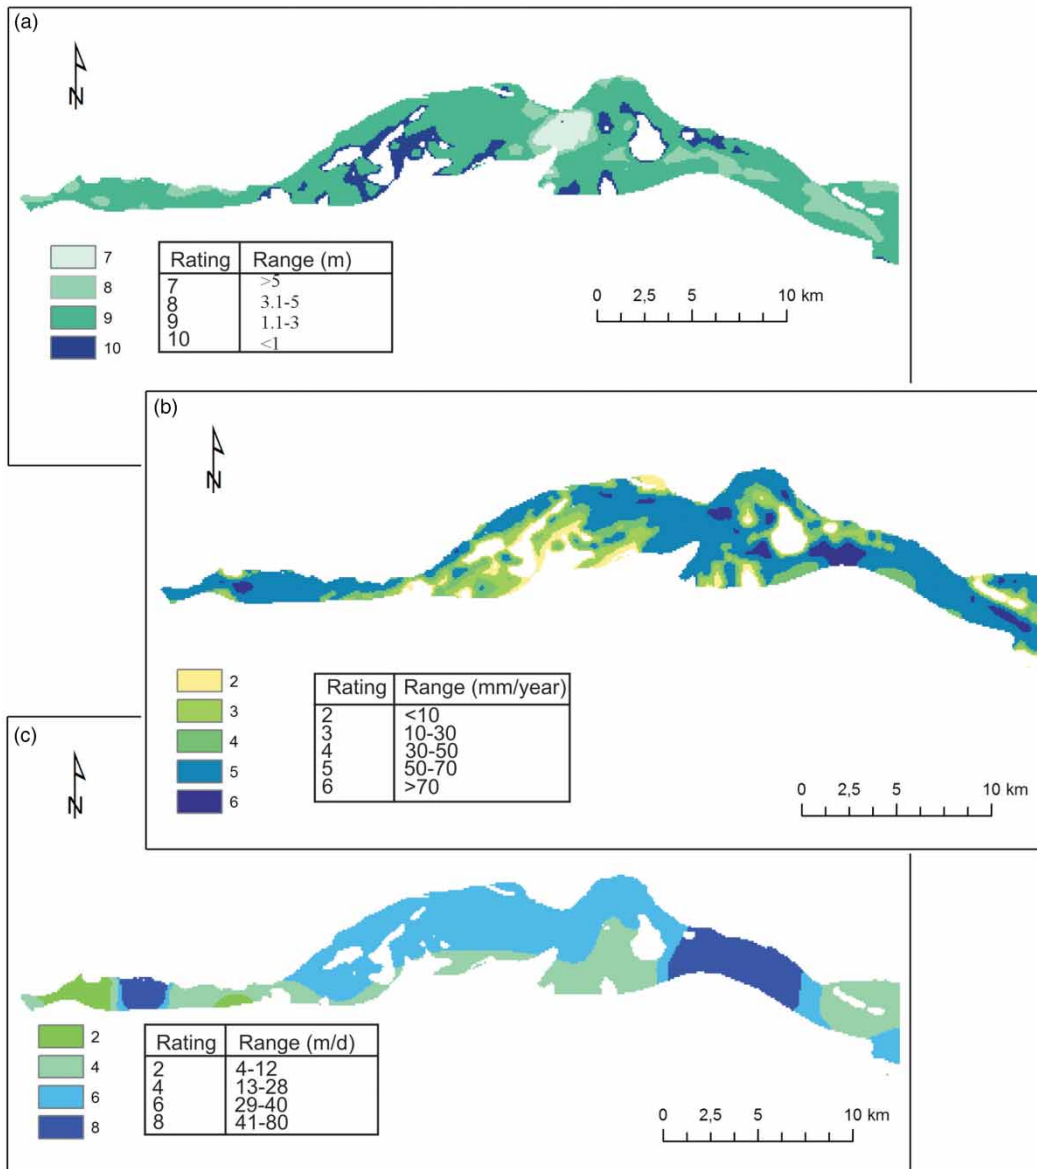 (a)
N
7
8
9
10
Rating Range (m)
7 >5
8 3.1-5
9 1.1-3
10 <1
0 2,5 5 10 km
(b)
N
2
3
4
5
6
Rating Range (mm/year)
2 <10
3 10-30
4 30-50
5 50-70
6 >70
0 2,5 5 10 km
(c)
N
2
4
6
8
Rating Range (m/d)
2 4-12
4 13-28
6 29-40
8 41-80
0 2,5 5 10 km